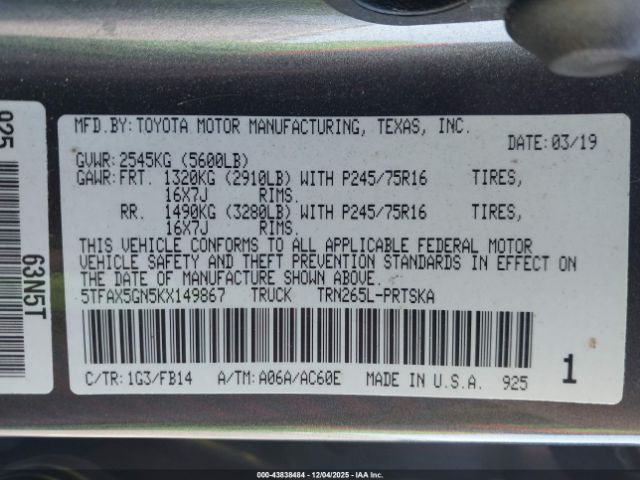 MFD.BY:TOYOTA MOTOR MANUFACTURING, TEXAS, INC.
DATE:03/19
GVWR:2545KG (5600LB)
GAWR:FRT. 1320KG (2910LB) WITH P245/75R16 TIRES,
16X7J RIMS.
RR. 1490KG (3280LB) WITH P245/75R16 TIRES,
16X7J RIMS.
THIS VEHICLE CONFORMS TO ALL APPLICABLE FEDERAL MOTOR
VEHICLE SAFETY AND THEFT PREVENTION STANDARDS IN EFFECT ON
THE DATE OF MANUFACTURE SHOWN ABOVE.
5TFAX5GN5KX149867 TRUCK TRN265L-PRTSKA
C/TR:1G3/FB14 A/TM:A06A/AC60E MADE IN U.S.A. 925
1
925
63N5T
000-43838484 - 12/04/2025 - IAA Inc.